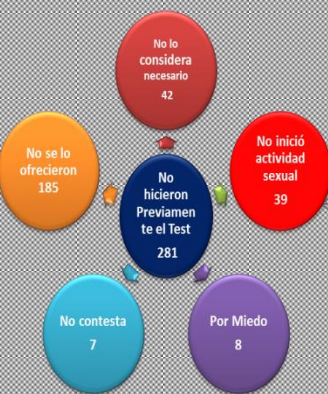 No lo
considera
necesario
42
No se lo
ofrecieron
185
No inició
actividad
sexual
39
No
hicieron
Previamen
te el Test
281
No contesta
7
Por Miedo
8